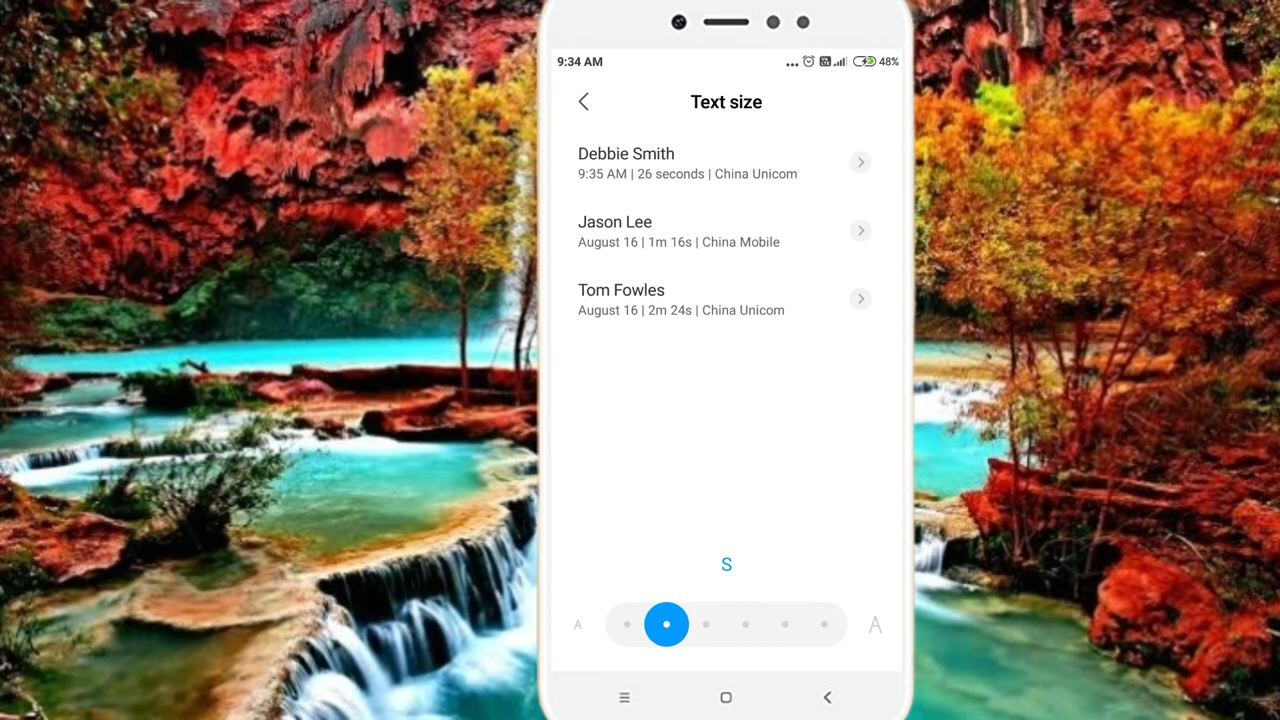 9:34 AM
48%
Text size
Debbie Smith
9:35 AM | 26 seconds | China Unicom
Jason Lee
August 16 | 1m 16s | China Mobile
Tom Fowles
August 16 | 2m 24s | China Unicom
S
A A